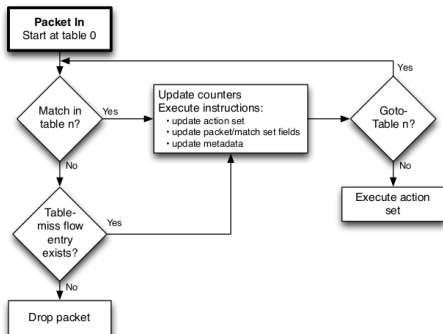 Packet In
Start at table 0
Match in
table n?
Yes
No
Update counters
Execute instructions:
• update action set
• update packet/match set fields
• update metadata
Yes
Goto-
Table n?
No
Execute action
set
Table-
miss flow
entry
exists?
Yes
No
Drop packet